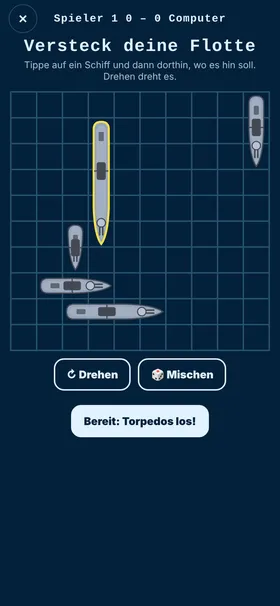 ×
Spieler 1 0 – 0 Computer
Versteck deine Flotte
Tippe auf ein Schiff und dann dorthin, wo es hin soll.
Drehen dreht es.
↻ Drehen
🎲 Mischen
Bereit: Torpedos los!